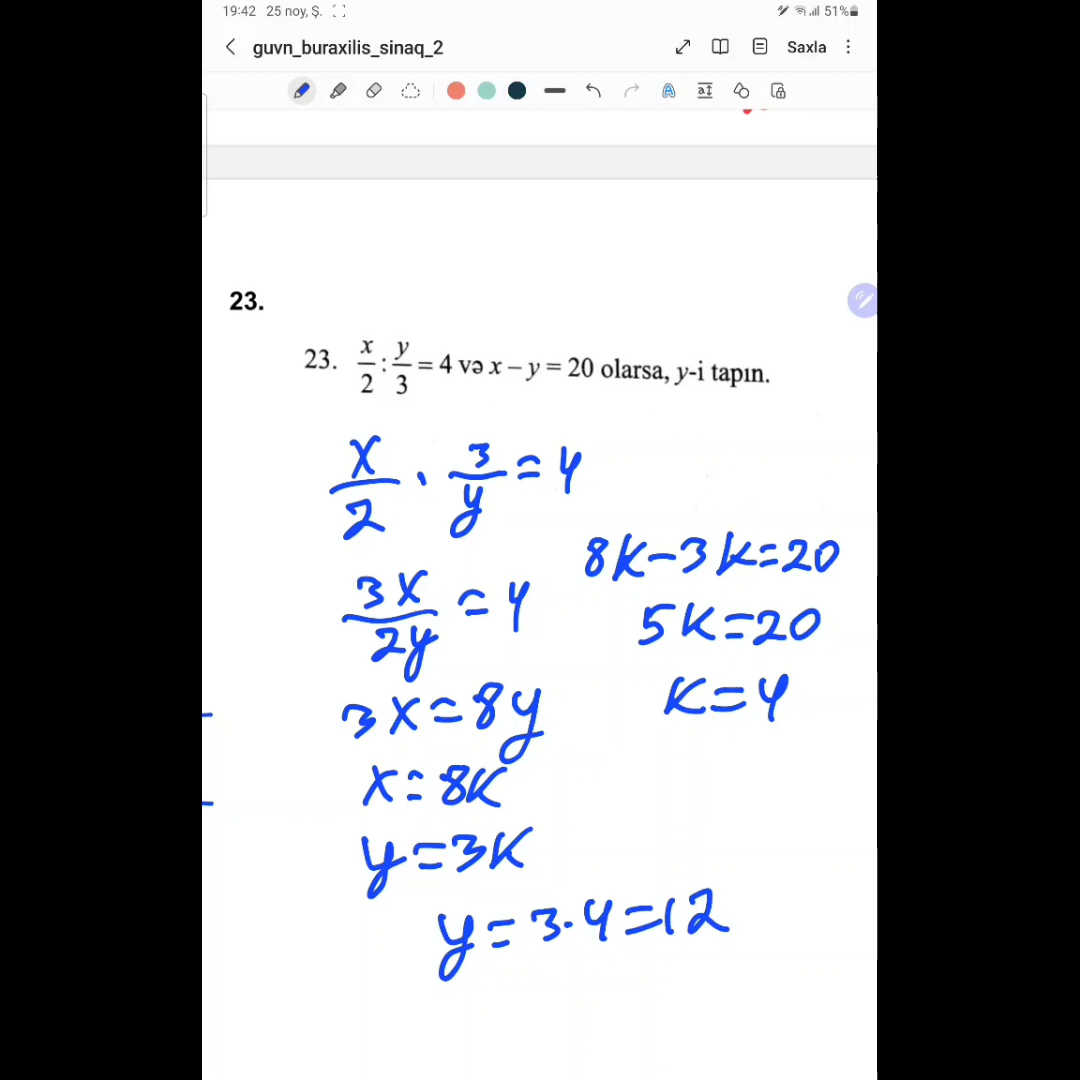 19:42 25 noy, Ş. 51%
guvn_buraxilis_sinaq_2 Saxla
23.
23. x/2 : y/3 = 4 və x – y = 20 olarsa, y-i tapın.
x/2 · 3/y = 4
3x/2y = 4
3x = 8y
x = 8k
y = 3k
8k – 3k = 20
5k = 20
k = 4
y = 3·4 = 12